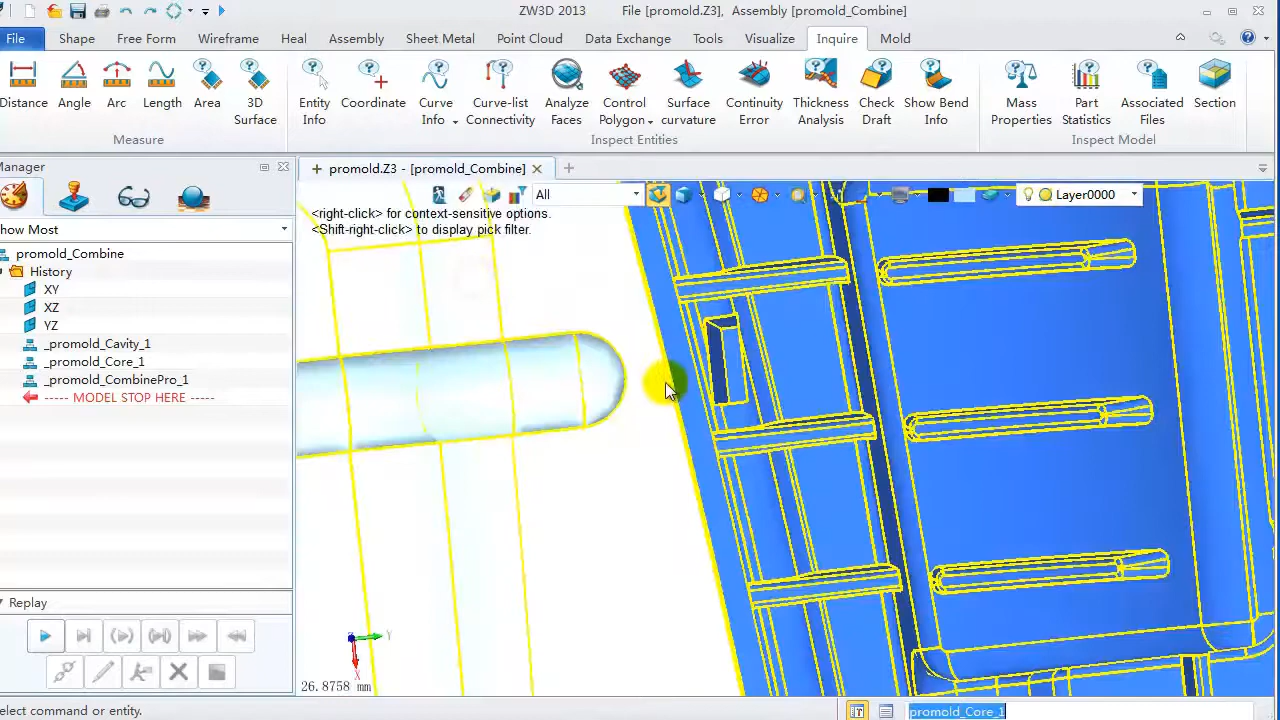 ZW3D 2013 File [promold.Z3], Assembly [promold_Combine]
File Shape Free Form Wireframe Heal Assembly Sheet Metal Point Cloud Data Exchange Tools Visualize Inquire Mold
Distance Angle Arc Length Area 3D Surface Entity Info Coordinate Curve Info Curve-list Connectivity Analyze Faces Control Polygon Surface curvature Continuity Error Thickness Analysis Check Draft Show Bend Info Mass Properties Part Statistics Associated Files Section
Measure Inspect Entities Inspect Model
Manager
promold.Z3 - [promold_Combine]
All
Layer0000
<right-click> for context-sensitive options.
<Shift-right-click> to display pick filter.
how Most
promold_Combine
History
XY
XZ
YZ
_promold_Cavity_1
_promold_Core_1
_promold_CombinePro_1
----- MODEL STOP HERE -----
Replay
Y
X
26.8758 mm
elect command or entity.
promold_Core_1